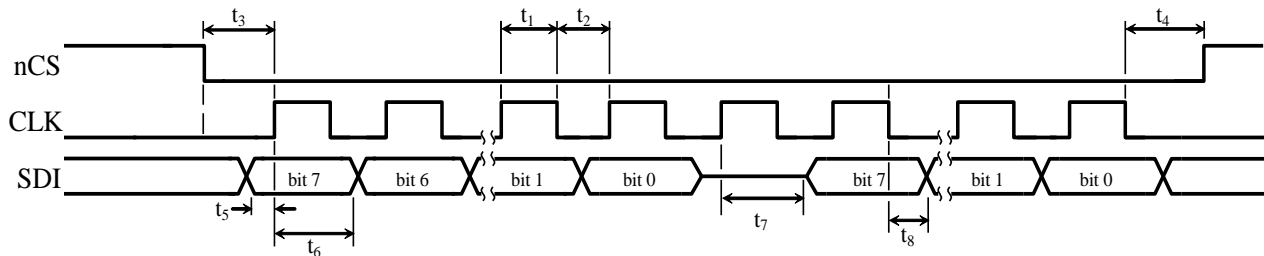 t3 t1 t2 t4
nCS
CLK
SDI bit 7 bit 6 bit 1 bit 0 bit 7 bit 1 bit 0
t5 t6 t7 t8